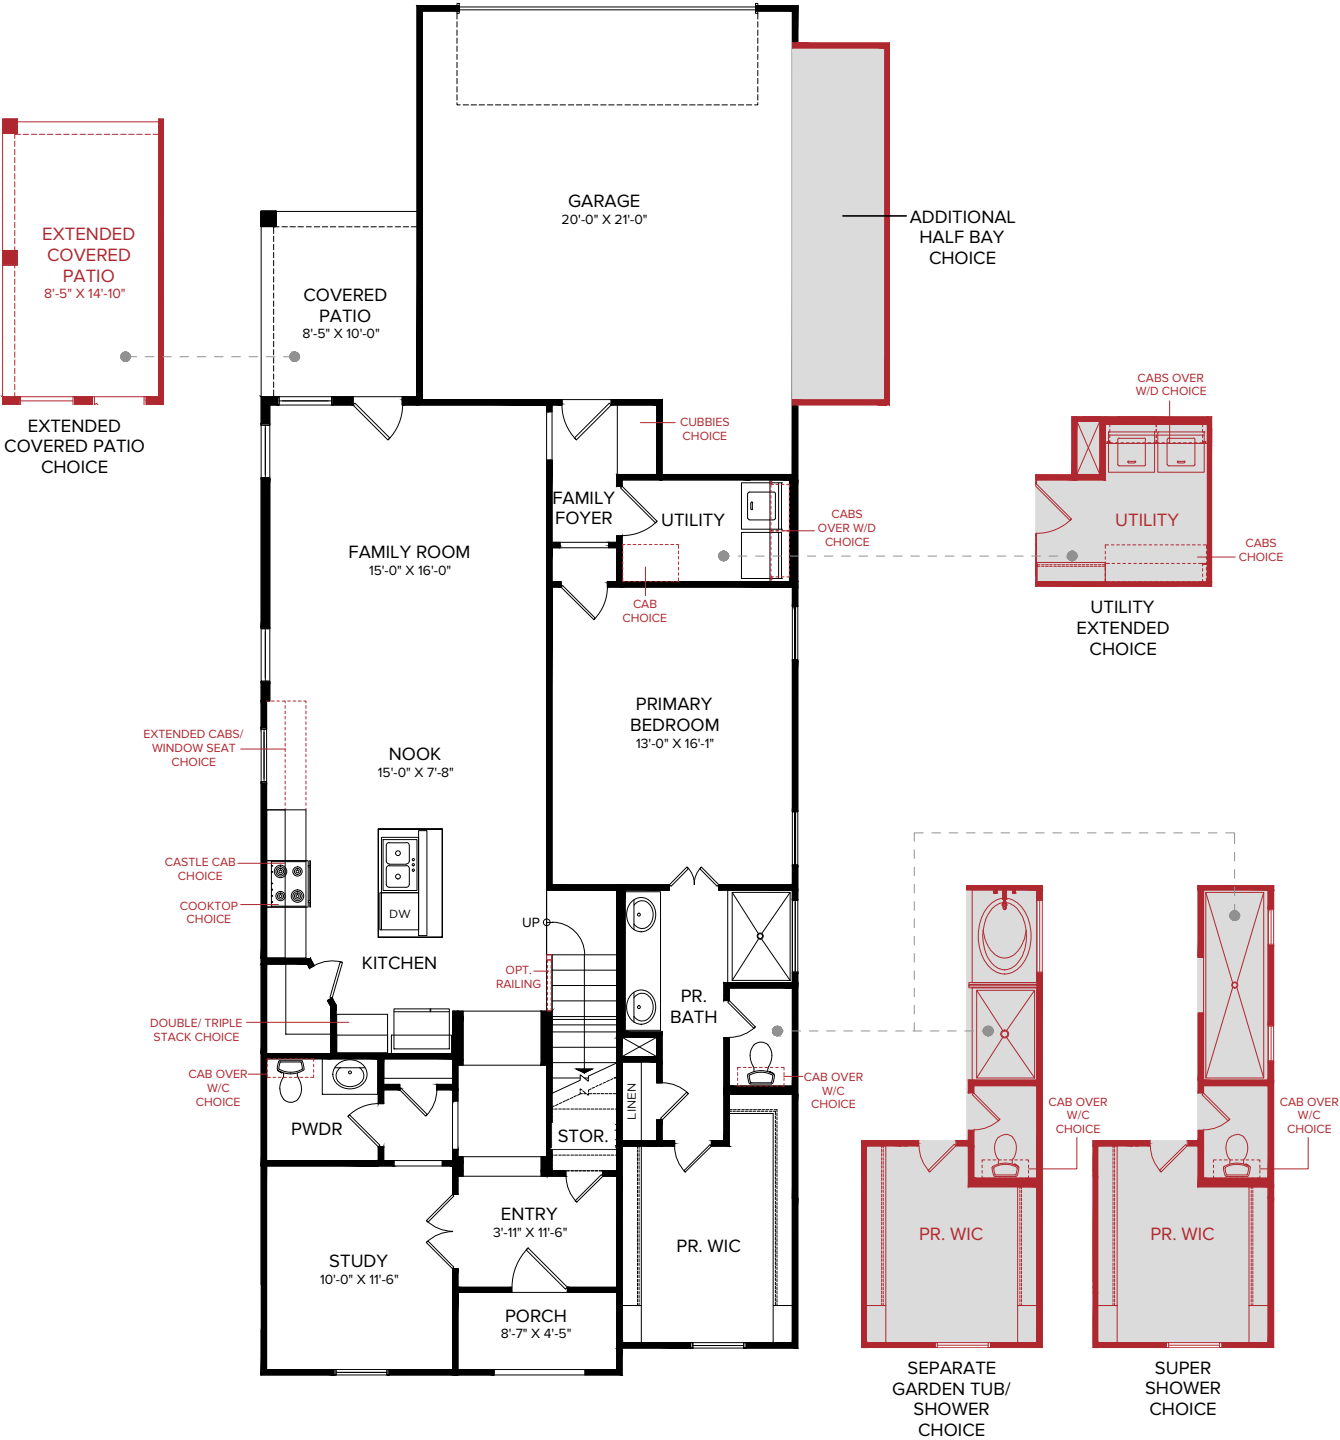 GARAGE
20'-0" X 21'-0"
ADDITIONAL
HALF BAY
CHOICE
EXTENDED
COVERED
PATIO
8'-5" X 14'-10"
EXTENDED
COVERED PATIO
CHOICE
COVERED
PATIO
8'-5" X 10'-0"
CUBBIES
CHOICE
FAMILY
FOYER
UTILITY
CABS
OVER W/D
CHOICE
CAB
CHOICE
CABS OVER
W/D CHOICE
UTILITY
CABS
CHOICE
UTILITY
EXTENDED
CHOICE
FAMILY ROOM
15'-0" X 16'-0"
PRIMARY
BEDROOM
13'-0" X 16'-1"
EXTENDED CABS/
WINDOW SEAT
CHOICE
NOOK
15'-0" X 7'-8"
CASTLE CAB
CHOICE
COOKTOP
CHOICE
DW
UP
KITCHEN
OPT.
RAILING
PR.
BATH
DOUBLE/ TRIPLE
STACK CHOICE
CAB OVER
W/C
CHOICE
PWDR
LINEN
STOR.
CAB OVER
W/C
CHOICE
ENTRY
3'-11" X 11'-6"
STUDY
10'-0" X 11'-6"
PORCH
8'-7" X 4'-5"
PR. WIC
CAB OVER
W/C
CHOICE
PR. WIC
SEPARATE
GARDEN TUB/
SHOWER
CHOICE
CAB OVER
W/C
CHOICE
PR. WIC
SUPER
SHOWER
CHOICE